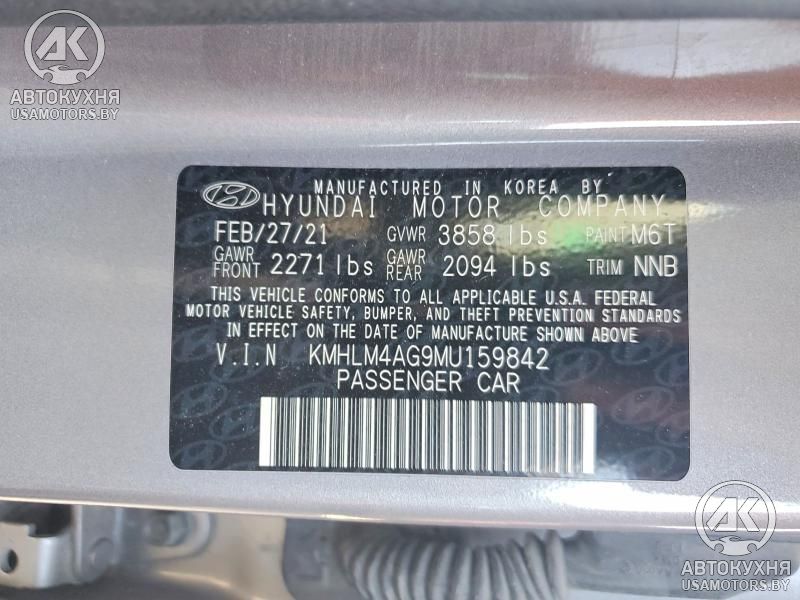 АК
АВТОКУХНЯ
USAMOTORS.BY
MANUFACTURED IN KOREA BY
HYUNDAI MOTOR COMPANY
FEB/27/21 GVWR 3858 lbs PAINT M6T
GAWR FRONT 2271 lbs GAWR REAR 2094 lbs TRIM NNB
THIS VEHICLE CONFORMS TO ALL APPLICABLE U.S.A. FEDERAL
MOTOR VEHICLE SAFETY, BUMPER, AND THEFT PREVENTION STANDARDS
IN EFFECT ON THE DATE OF MANUFACTURE SHOWN ABOVE
V.I.N KMHLM4AG9MU159842
PASSENGER CAR
АК
АВТОКУХНЯ
USAMOTORS.BY